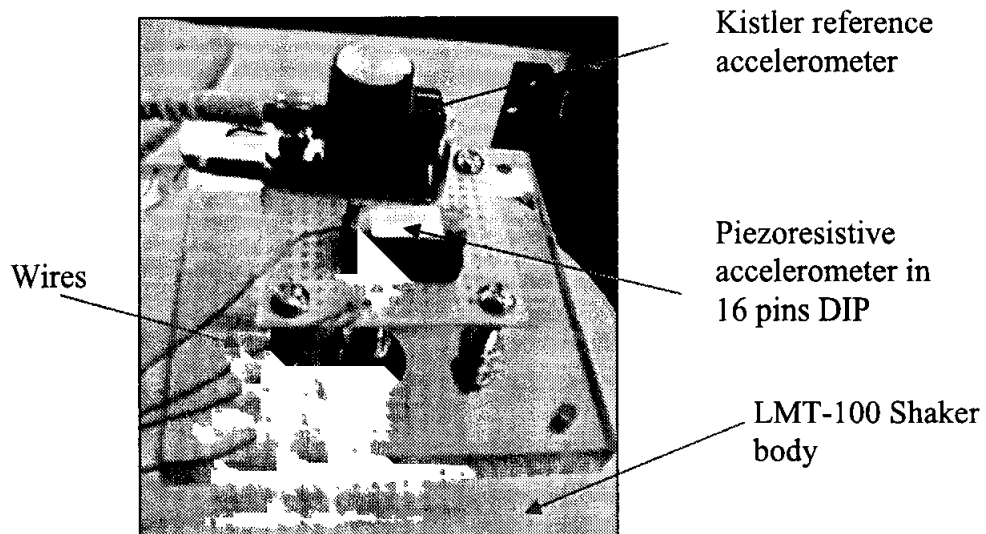 Kistler reference
accelerometer
Wires
Piezoresistive
accelerometer in
16 pins DIP
LMT-100 Shaker
body